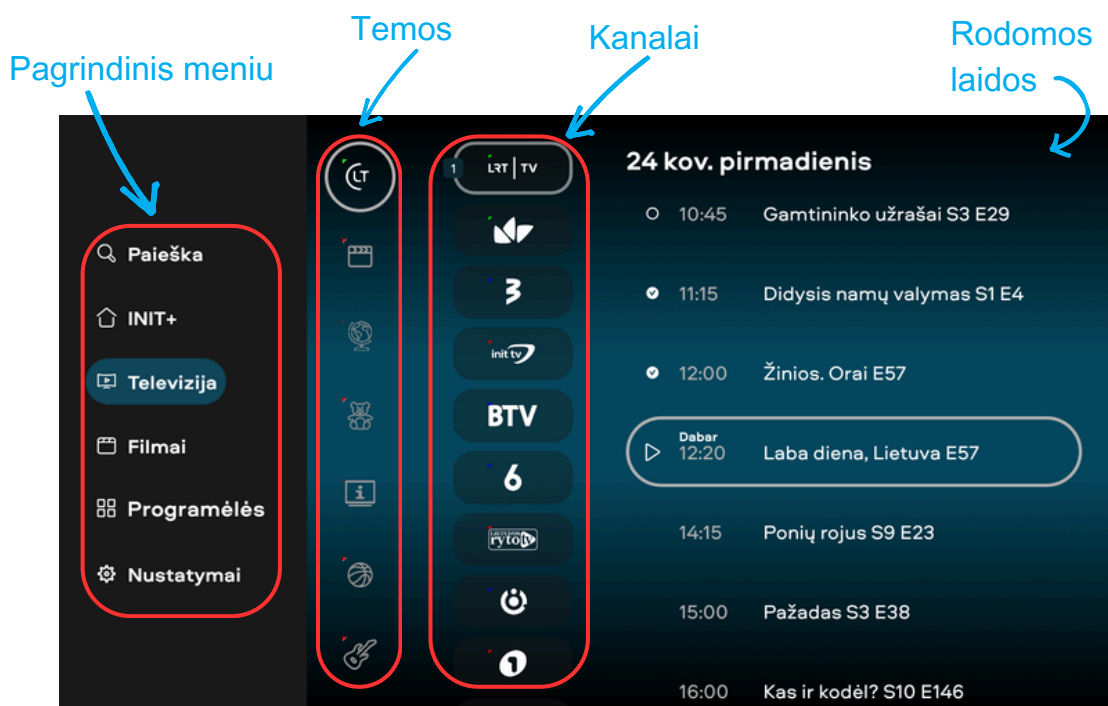 Temos
Kanalai
Rodomos
laidos
Pagrindinis meniu
Paieška
INIT+
Televizija
Filmai
Programėlės
Nustatymai
LT
1 LRT | TV
3
init tv
BTV
6
LIETUVOS
ryto tv
1
24 kov. pirmadienis
10:45 Gamtininko užrašai S3 E29
11:15 Didysis namų valymas S1 E4
12:00 Žinios. Orai E57
Dabar
12:20 Laba diena, Lietuva E57
14:15 Ponių rojus S9 E23
15:00 Pažadas S3 E38
16:00 Kas ir kodėl? S10 E146